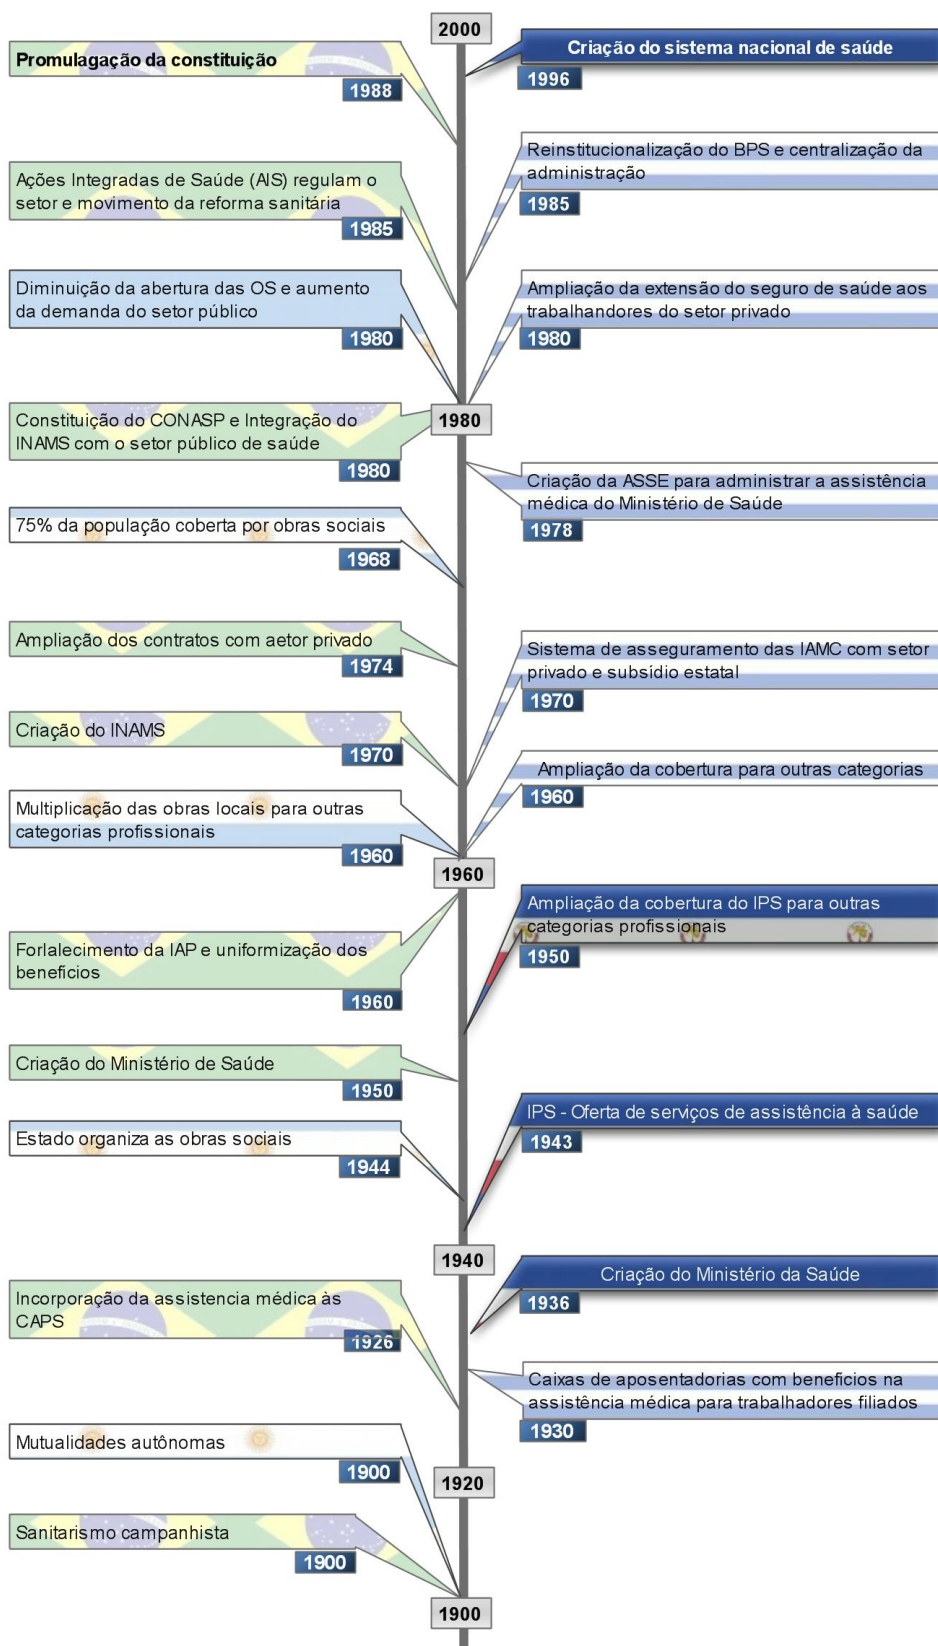 2000
Criação do sistema nacional de saúde
1996
Promulagação da constituição
1988
Reinstitucionalização do BPS e centralização da
administração
1985
Ações Integradas de Saúde (AIS) regulam o
setor e movimento da reforma sanitária
1985
Diminuição da abertura das OS e aumento
da demanda do setor público
1980
Ampliação da extensão do seguro de saúde aos
trabalhandores do setor privado
1980
1980
Constituição do CONASP e Integração do
INAMS com o setor público de saúde
1980
Criação da ASSE para administrar a assistência
médica do Ministério de Saúde
1978
75% da população coberta por obras sociais
1968
Ampliação dos contratos com aetor privado
1974
Sistema de asseguramento das IAMC com setor
privado e subsídio estatal
1970
Criação do INAMS
1970
Ampliação da cobertura para outras categorias
1960
Multiplicação das obras locais para outras
categorias profissionais
1960
1960
Ampliação da cobertura do IPS para outras
categorias profissionais
1950
Forlalecimento da IAP e uniformização dos
benefícios
1960
Criação do Ministério de Saúde
1950
IPS - Oferta de serviços de assistência à saúde
1943
Estado organiza as obras sociais
1944
1940
Criação do Ministério da Saúde
1936
Incorporação da assistencia médica às
CAPS
1926
Caixas de aposentadorias com benefícios na
assistência médica para trabalhadores filiados
1930
Mutualidades autônomas
1900
1920
Sanitarismo campanhista
1900
1900